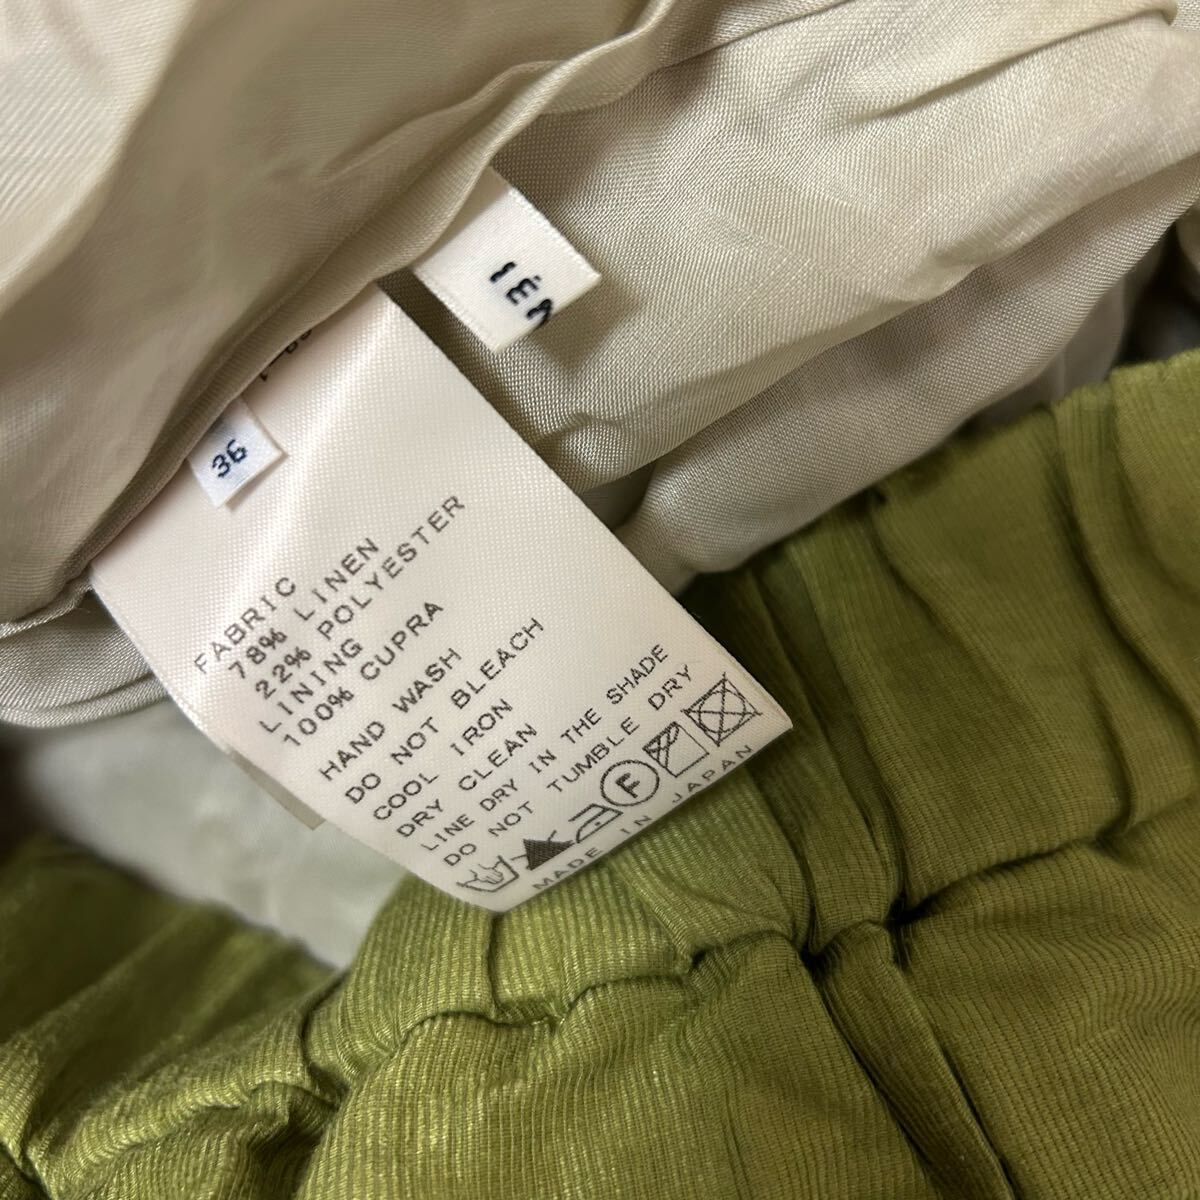 IÉN
36
FABRIC
78% LINEN
22% POLYESTER
LINING
100% CUPRA
HAND WASH
DO NOT BLEACH
COOL IRON
DRY CLEAN
LINE DRY IN THE SHADE
DO NOT TUMBLE DRY
F
MADE IN JAPAN